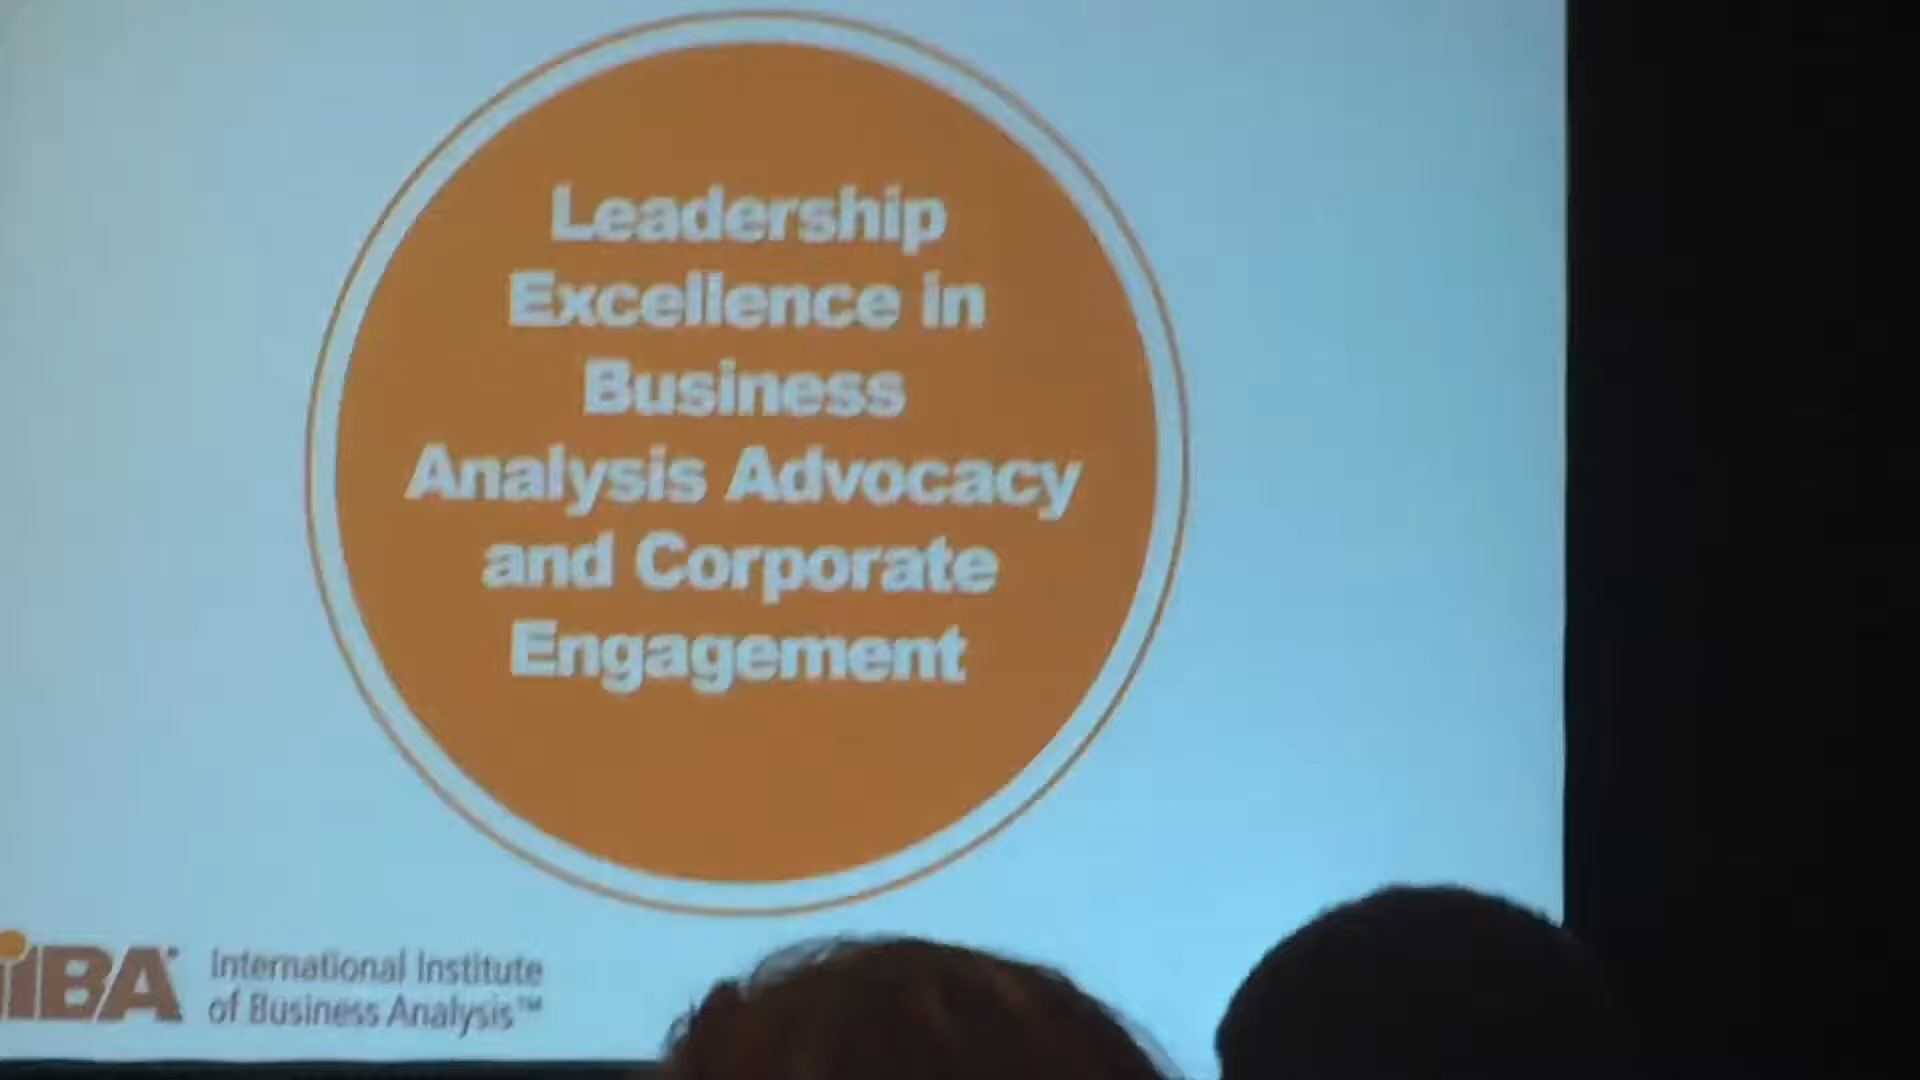 Leadership
Excellence in
Business
Analysis Advocacy
and Corporate
Engagement
iiBA
International Institute
of Business Analysis™